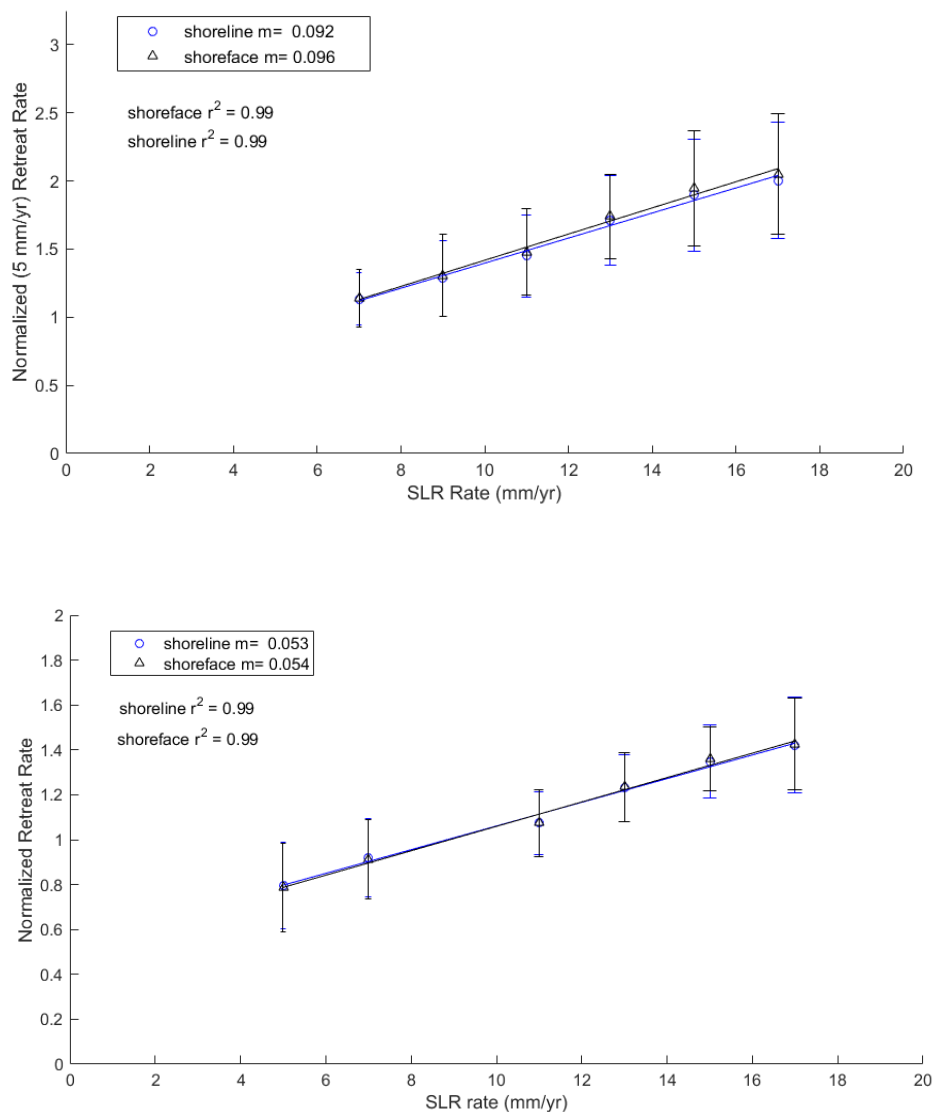 shoreline m= 0.092
shoreface m= 0.096
shoreface r² = 0.99
shoreline r² = 0.99
3
2.5
2
1.5
1
0.5
0
Normalized (5 mm/yr) Retreat Rate
0 2 4 6 8 10 12 14 16 18 20
SLR Rate (mm/yr)
shoreline m= 0.053
shoreface m= 0.054
shoreline r² = 0.99
shoreface r² = 0.99
2
1.8
1.6
1.4
1.2
1
0.8
0.6
0.4
0.2
0
Normalized Retreat Rate
0 2 4 6 8 10 12 14 16 18 20
SLR rate (mm/yr)